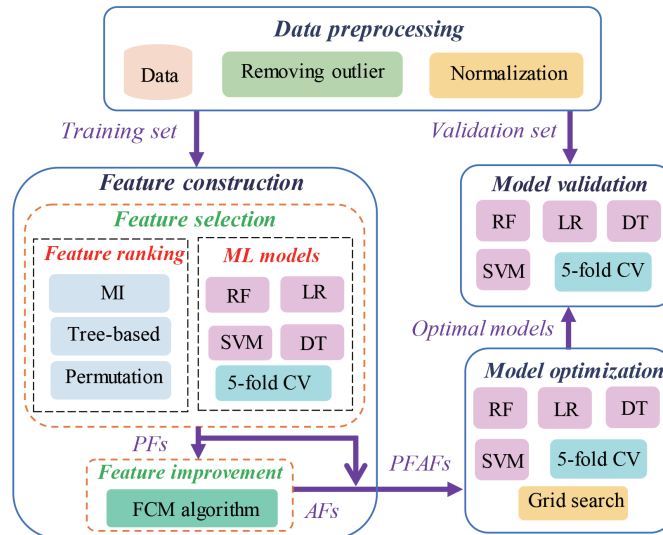 Data preprocessing
Data
Removing outlier
Normalization
Training set
Validation set
Feature construction
Feature selection
Feature ranking
MI
Tree-based
Permutation
ML models
RF
LR
SVM
DT
5-fold CV
PFs
Feature improvement
FCM algorithm
AFs
PFAFs
Model validation
RF
LR
DT
SVM
5-fold CV
Optimal models
Model optimization
RF
LR
DT
SVM
5-fold CV
Grid search